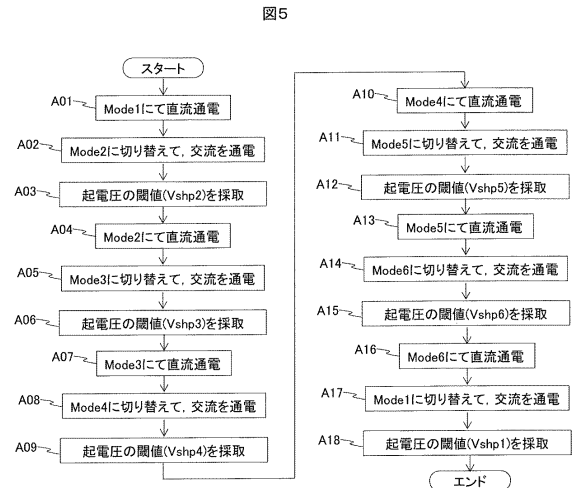 図5
スタート
A01
Mode1にて直流通電
A02
Mode2に切り替えて, 交流を通電
A03
起電圧の閾値(Vshp2)を採取
A04
Mode2にて直流通電
A05
Mode3に切り替えて, 交流を通電
A06
起電圧の閾値(Vshp3)を採取
A07
Mode3にて直流通電
A08
Mode4に切り替えて, 交流を通電
A09
起電圧の閾値(Vshp4)を採取
A10
Mode4にて直流通電
A11
Mode5に切り替えて, 交流を通電
A12
起電圧の閾値(Vshp5)を採取
A13
Mode5にて直流通電
A14
Mode6に切り替えて, 交流を通電
A15
起電圧の閾値(Vshp6)を採取
A16
Mode6にて直流通電
A17
Mode1に切り替えて, 交流を通電
A18
起電圧の閾値(Vshp1)を採取
エンド